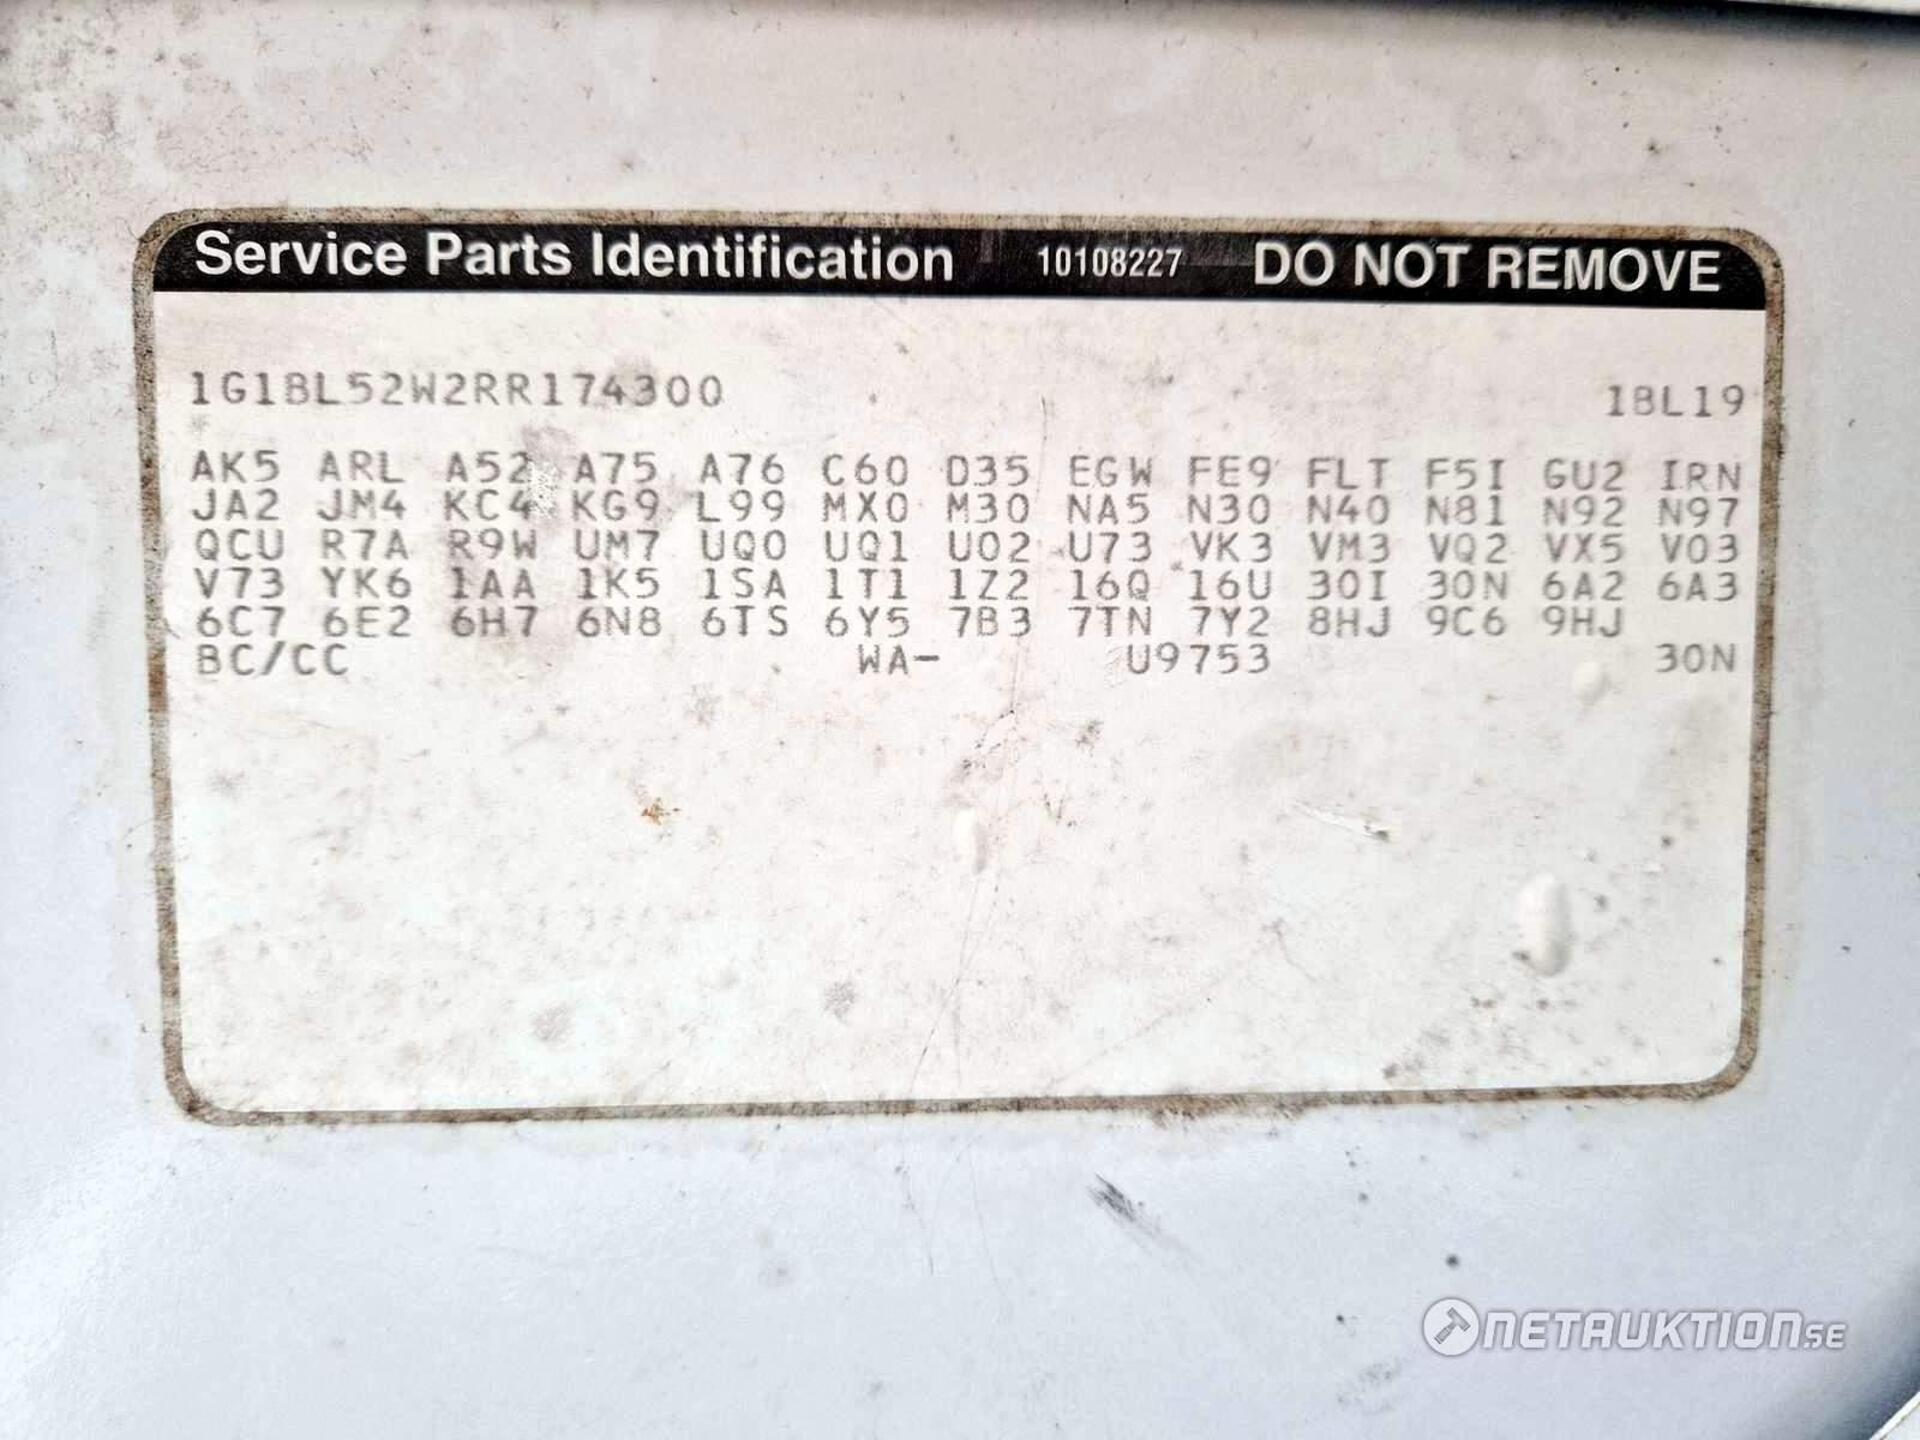 Service Parts Identification 10108227 DO NOT REMOVE
1G1BL52W2RR174300 1BL19
AK5 ARL A52 A75 A76 C60 D35 EGW FE9 FLT F5I GU2 IRN
JA2 JM4 KC4 KG9 L99 MX0 M30 NA5 N30 N40 N81 N92 N97
QCU R7A R9W UM7 UQ0 UQ1 U02 U73 VK3 VM3 VQ2 VX5 V03
V73 YK6 1AA 1K5 1SA 1T1 1Z2 16Q 16U 30I 30N 6A2 6A3
6C7 6E2 6H7 6N8 6TS 6Y5 7B3 7TN 7Y2 8HJ 9C6 9HJ
BC/CC WA- U9753 30N
NETAUKTION.SE